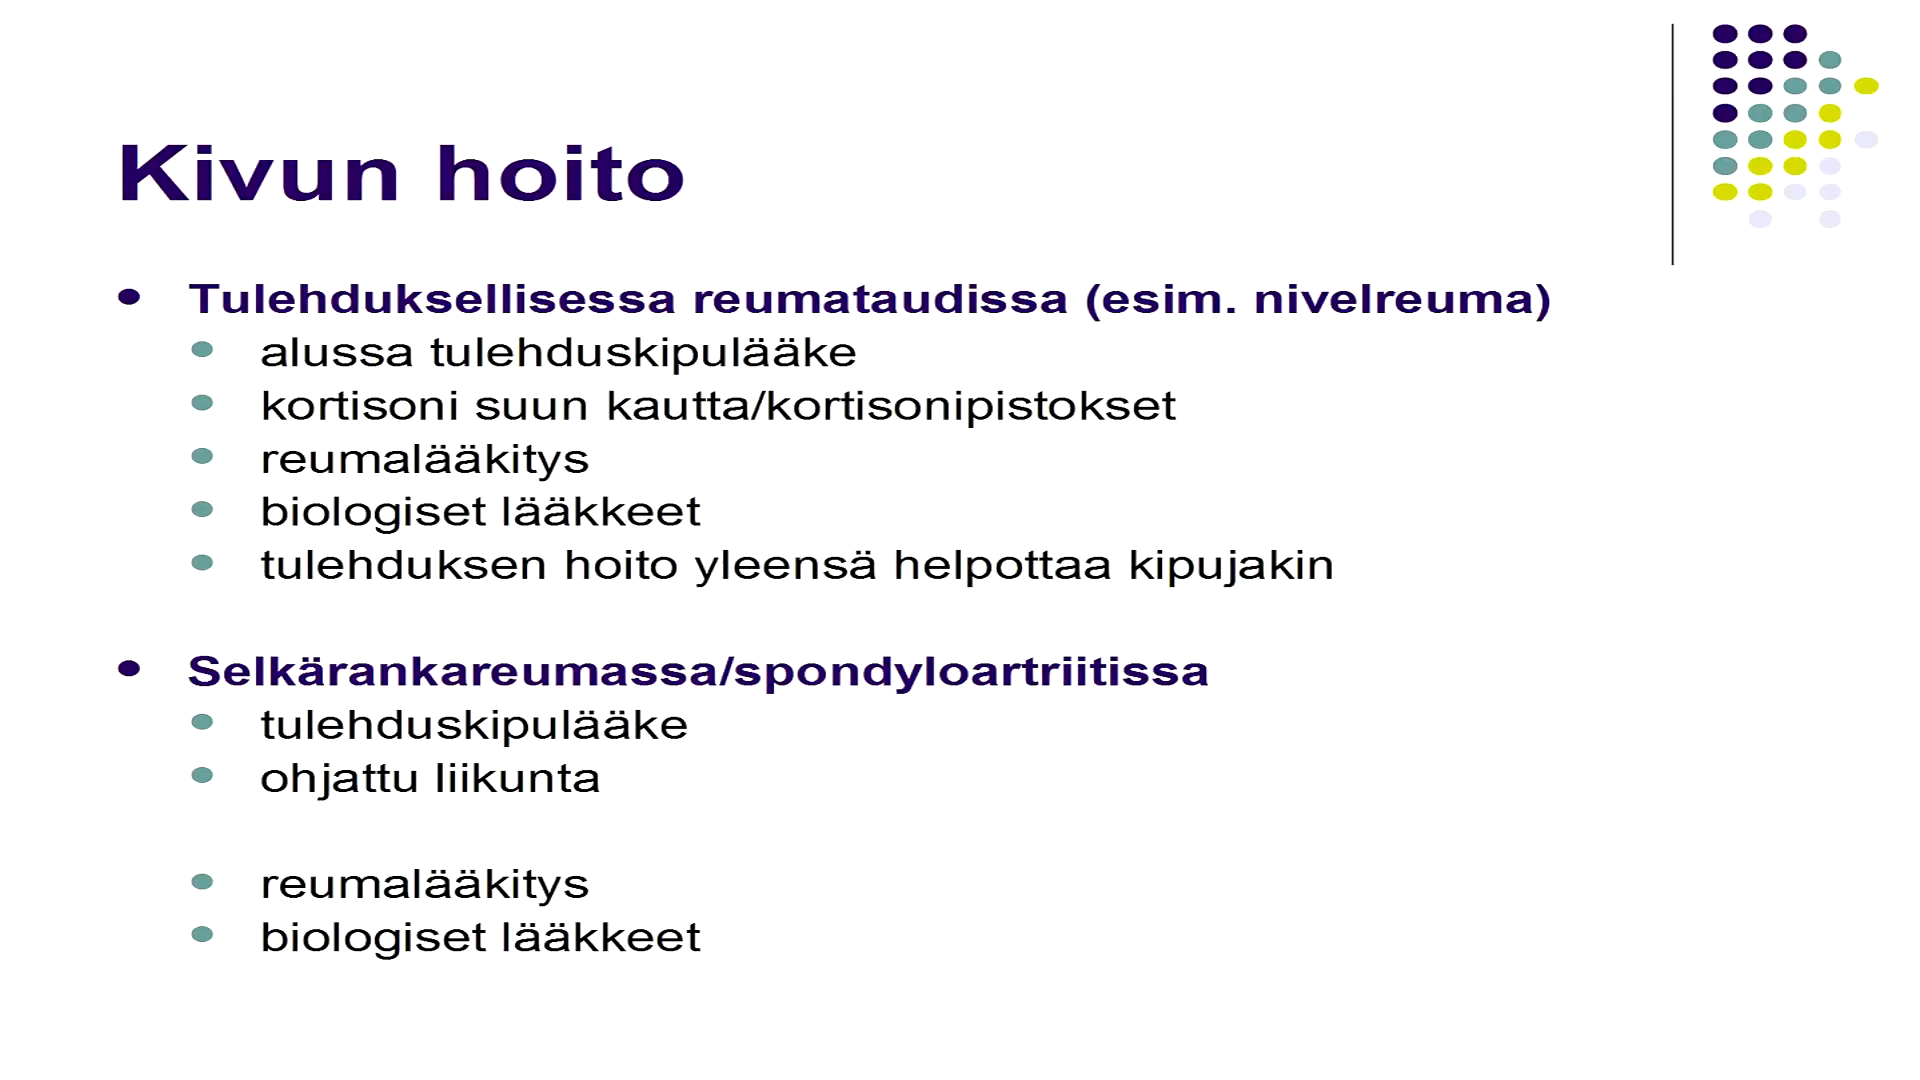 Kivun hoito
Tulehduksellisessa reumataudissa (esim. nivelreuma)
alussa tulehduskipulääke
kortisoni suun kautta/kortisonipistokset
reumalääkitys
biologiset lääkkeet
tulehduksen hoito yleensä helpottaa kipujakin
Selkärankareumassa/spondyloartriitissa
tulehduskipulääke
ohjattu liikunta
reumalääkitys
biologiset lääkkeet